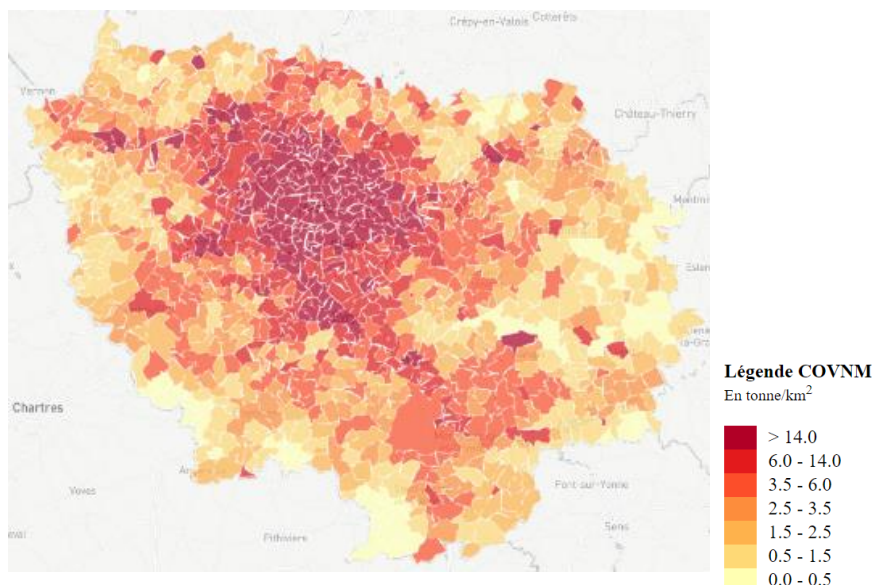 Crépy-en-Valois
Cotterêts
Vernon
Château-Thierry
Chartres
Voves
Pithiviers
Pont-sur-Yonne
Sens
Légende COVNM
En tonne/km²
> 14.0
6.0 - 14.0
3.5 - 6.0
2.5 - 3.5
1.5 - 2.5
0.5 - 1.5
0.0 - 0.5